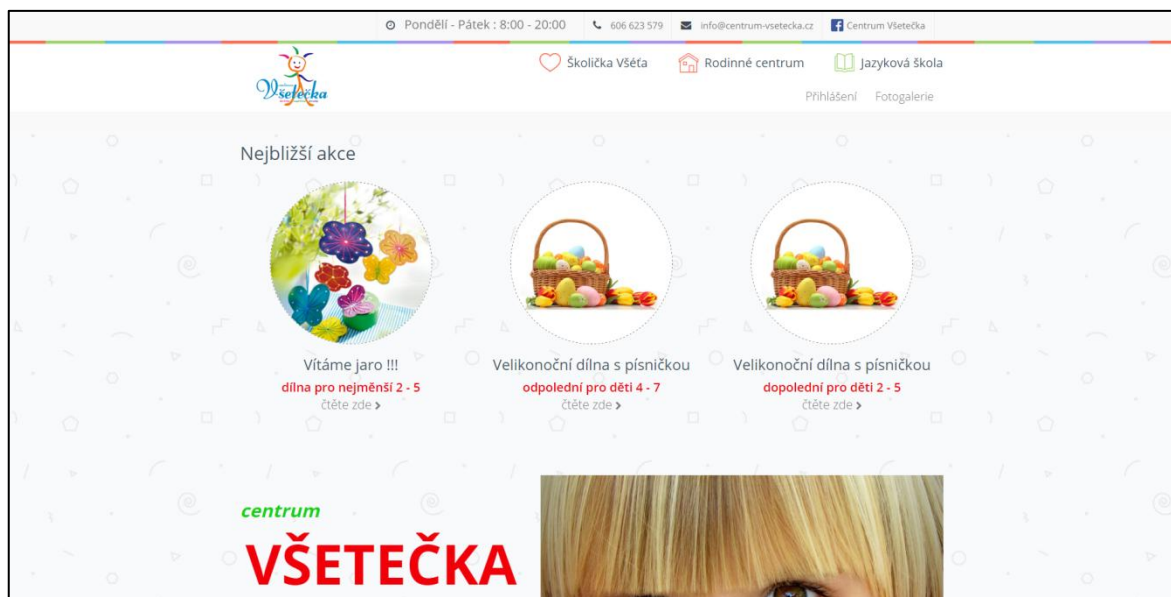 Pondělí - Pátek : 8:00 - 20:00 606 623 579 info@centrum-vsetecka.cz Centrum Všetečka
Všetečka
Školička Všéťa Rodinné centrum Jazyková škola
Přihlášení Fotogalerie
Nejbližší akce
Vítáme jaro !!!
dílna pro nejmenší 2 - 5
čtěte zde
Velikonoční dílna s písničkou
odpolední pro děti 4 - 7
čtěte zde
Velikonoční dílna s písničkou
dopolední pro děti 2 - 5
čtěte zde
centrum
VŠETEČKA